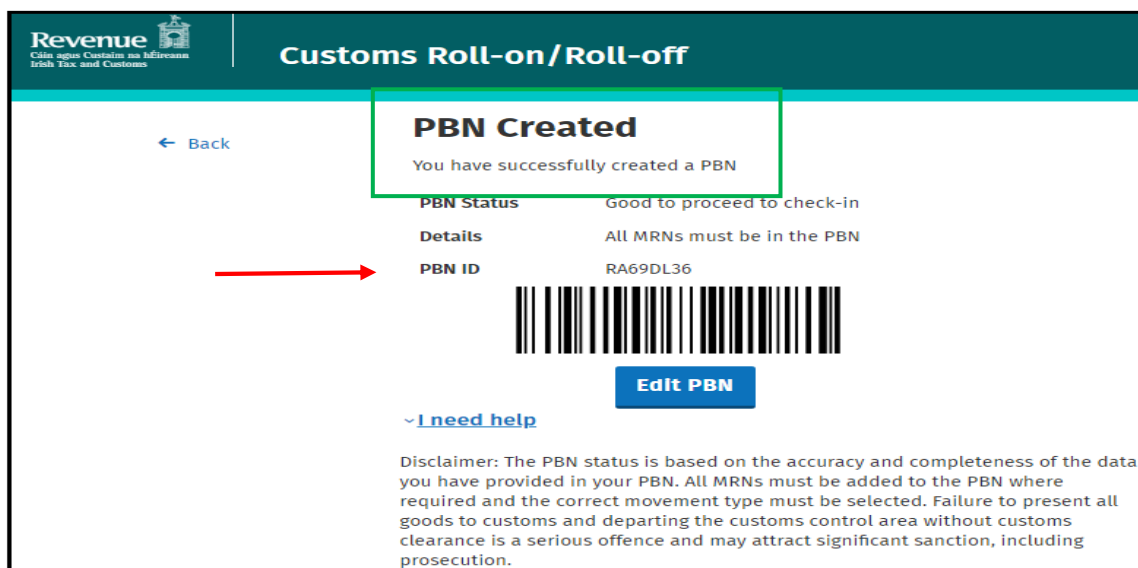 Revenue
Cáin agus Custaim na hÉireann
Irish Tax and Customs
Customs Roll-on/Roll-off
← Back
PBN Created
You have successfully created a PBN
PBN Status Good to proceed to check-in
Details All MRNs must be in the PBN
PBN ID RA69DL36
Edit PBN
I need help
Disclaimer: The PBN status is based on the accuracy and completeness of the data
you have provided in your PBN. All MRNs must be added to the PBN where
required and the correct movement type must be selected. Failure to present all
goods to customs and departing the customs control area without customs
clearance is a serious offence and may attract significant sanction, including
prosecution.